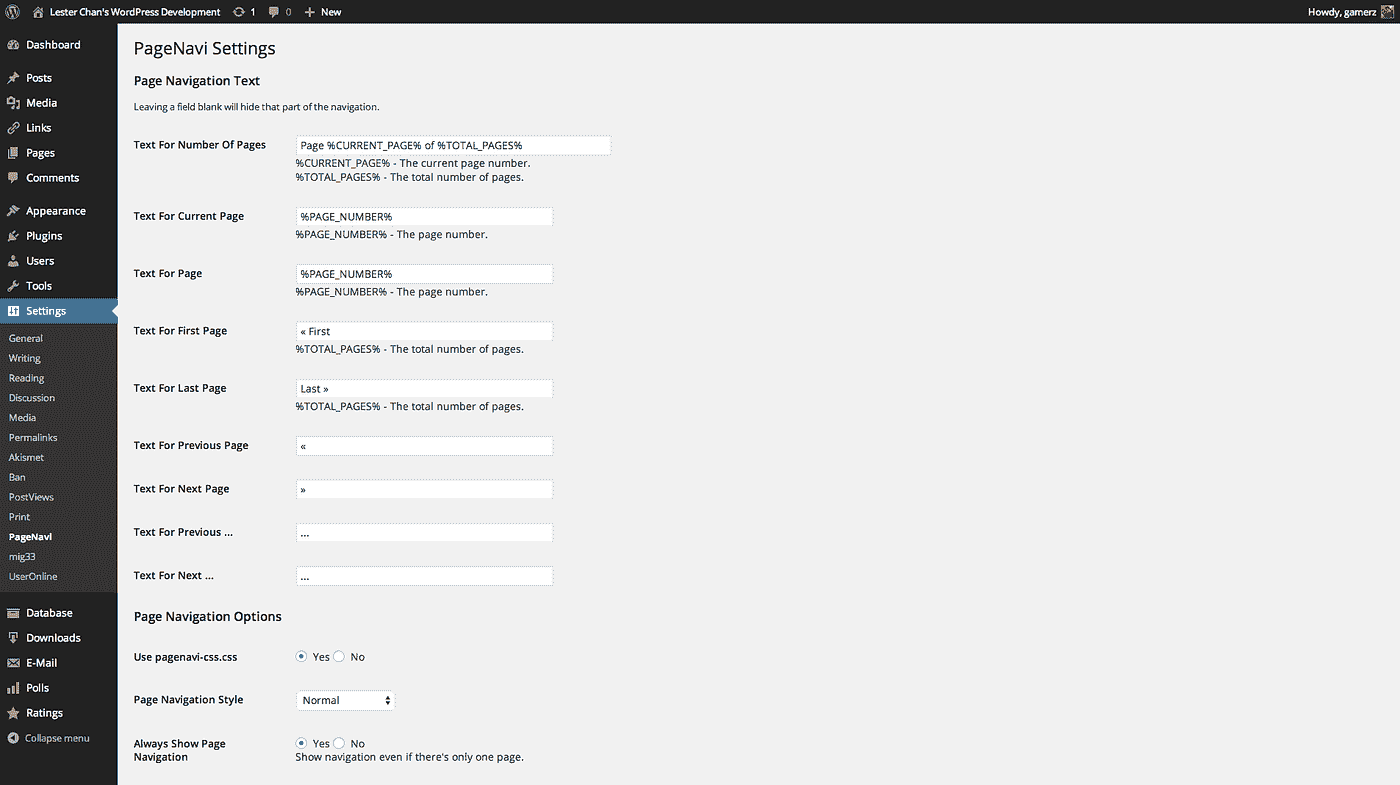 Lester Chan's WordPress Development 1 0 New Howdy, gamerz
Dashboard
Posts
Media
Links
Pages
Comments
Appearance
Plugins
Users
Tools
Settings
General
Writing
Reading
Discussion
Media
Permalinks
Akismet
Ban
PostViews
Print
PageNavi
mig33
UserOnline
Database
Downloads
E-Mail
Polls
Ratings
Collapse menu
PageNavi Settings
Page Navigation Text
Leaving a field blank will hide that part of the navigation.
Text For Number Of Pages Page %CURRENT_PAGE% of %TOTAL_PAGES%
%CURRENT_PAGE% - The current page number.
%TOTAL_PAGES% - The total number of pages.
Text For Current Page %PAGE_NUMBER%
%PAGE_NUMBER% - The page number.
Text For Page %PAGE_NUMBER%
%PAGE_NUMBER% - The page number.
Text For First Page « First
%TOTAL_PAGES% - The total number of pages.
Text For Last Page Last »
%TOTAL_PAGES% - The total number of pages.
Text For Previous Page «
Text For Next Page »
Text For Previous ... ...
Text For Next ... ...
Page Navigation Options
Use pagenavi-css.css Yes No
Page Navigation Style Normal
Always Show Page Yes No
Navigation Show navigation even if there's only one page.